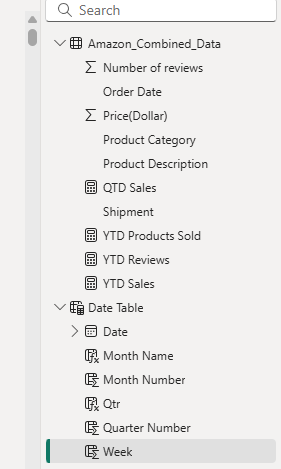 Search
Amazon_Combined_Data
Number of reviews
Order Date
Price(Dollar)
Product Category
Product Description
QTD Sales
Shipment
YTD Products Sold
YTD Reviews
YTD Sales
Date Table
Date
Month Name
Month Number
Qtr
Quarter Number
Week